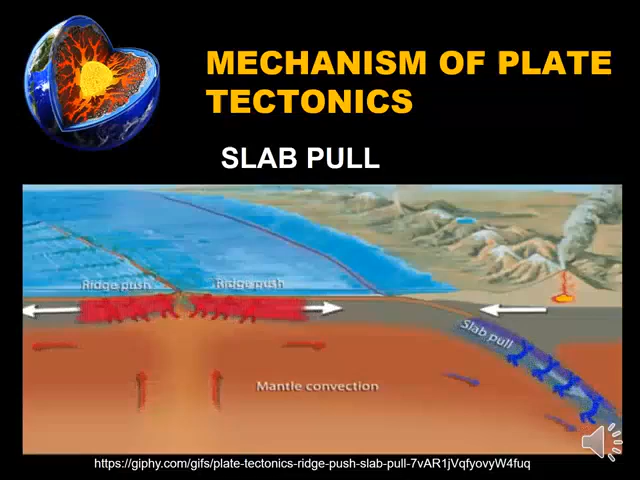 MECHANISM OF PLATE
TECTONICS
SLAB PULL
Ridge push
Ridge push
Slab pull
Mantle convection
https://giphy.com/gifs/plate-tectonics-ridge-push-slab-pull-7vAR1jVqfyovyW4fuq